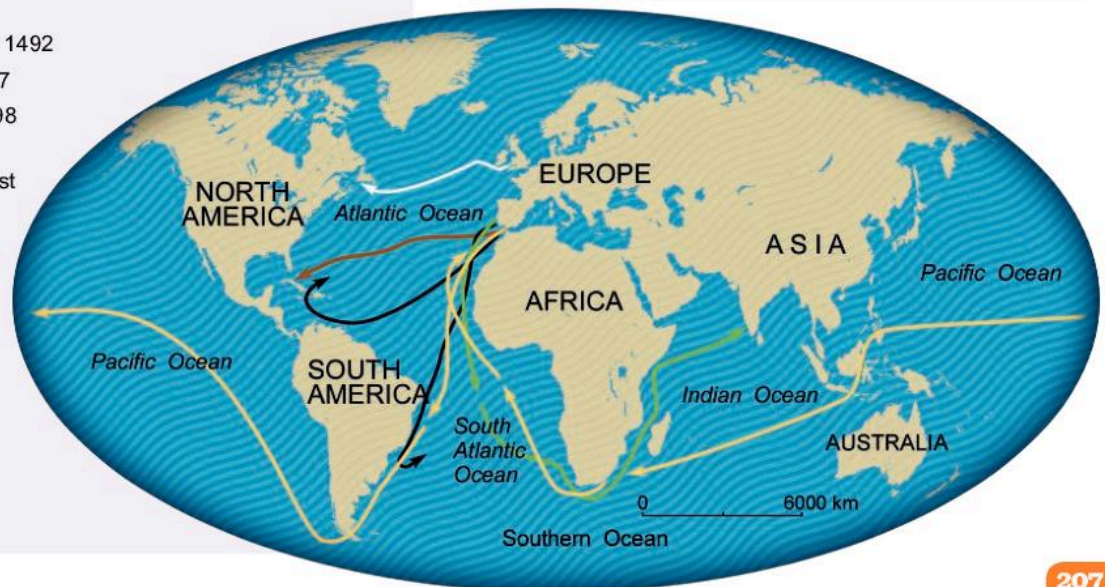 1492
7
98
st
NORTH
AMERICA
Atlantic Ocean
EUROPE
ASIA
Pacific Ocean
AFRICA
Pacific Ocean
SOUTH
AMERICA
Indian Ocean
South
Atlantic
Ocean
AUSTRALIA
0 6000 km
Southern Ocean
207